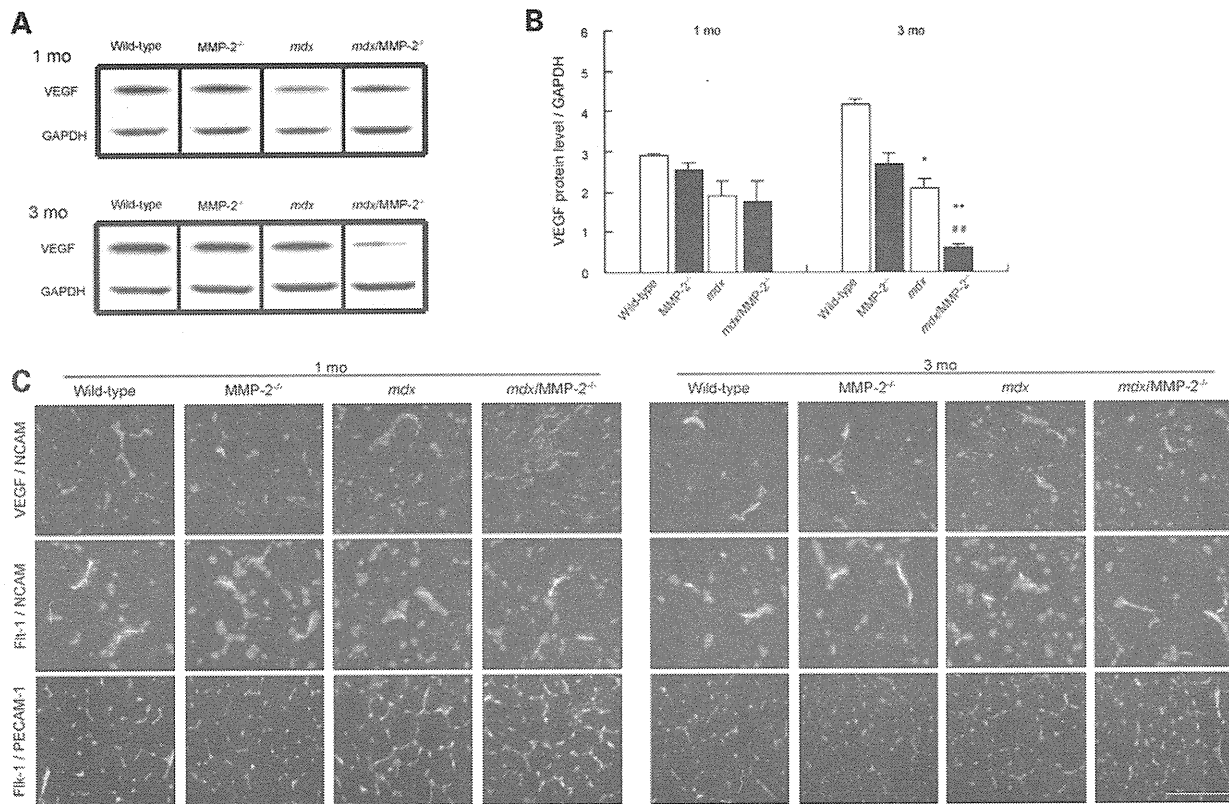 A
Wild-type MMP-2-/- mdx mdx/MMP-2-/-
1 mo
VEGF
GAPDH
Wild-type MMP-2-/- mdx mdx/MMP-2-/-
3 mo
VEGF
GAPDH
B
1 mo 3 mo
VEGF protein level / GAPDH
6
5
4
3
2
1
0
*
**
##
Wild-type MMP-2-/- mdx mdx/MMP-2-/- Wild-type MMP-2-/- mdx mdx/MMP-2-/-
C
1 mo 3 mo
Wild-type MMP-2-/- mdx mdx/MMP-2-/- Wild-type MMP-2-/- mdx mdx/MMP-2-/-
VEGF / NCAM
Flt-1 / NCAM
Flk-1 / PECAM-1